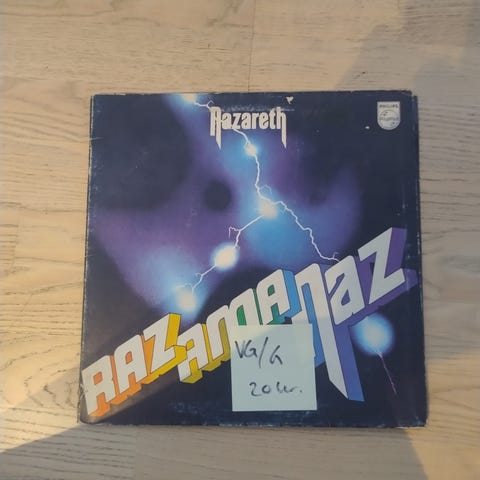 Nazareth
PHILIPS
RAZAMANAZ
VG/G
20 kr.